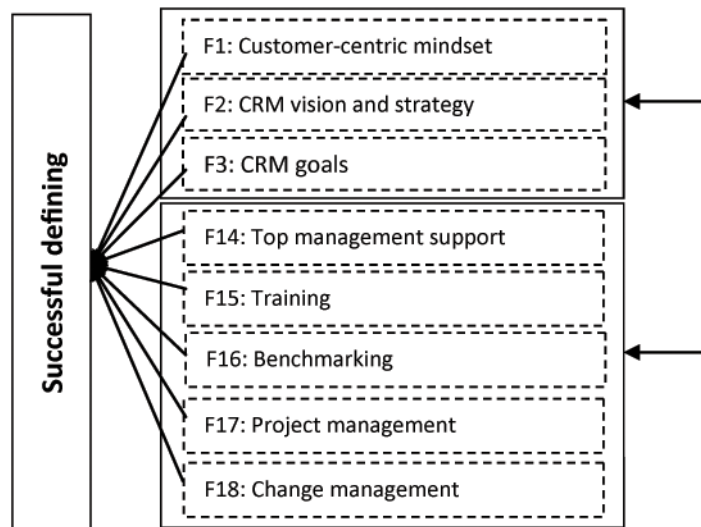 Successful defining
F1: Customer-centric mindset
F2: CRM vision and strategy
F3: CRM goals
F14: Top management support
F15: Training
F16: Benchmarking
F17: Project management
F18: Change management